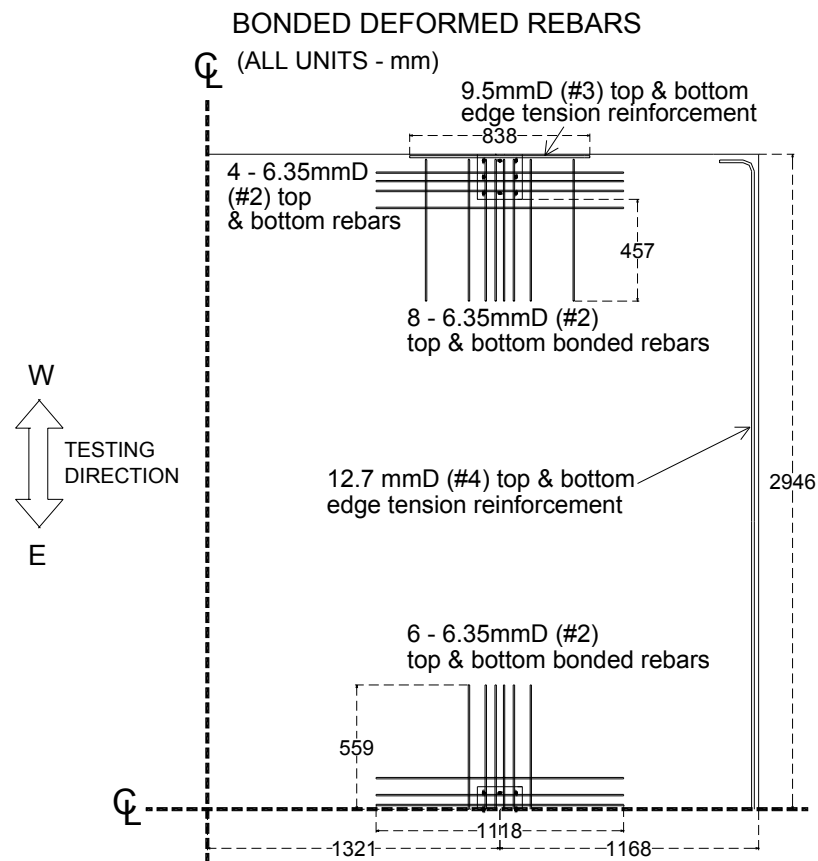 BONDED DEFORMED REBARS
℄ (ALL UNITS - mm)
9.5mmD (#3) top & bottom
edge tension reinforcement
838
4 - 6.35mmD
(#2) top
& bottom rebars
457
8 - 6.35mmD (#2)
top & bottom bonded rebars
W
TESTING
DIRECTION
E
12.7 mmD (#4) top & bottom
edge tension reinforcement
2946
6 - 6.35mmD (#2)
top & bottom bonded rebars
559
℄
1118
1321
1168